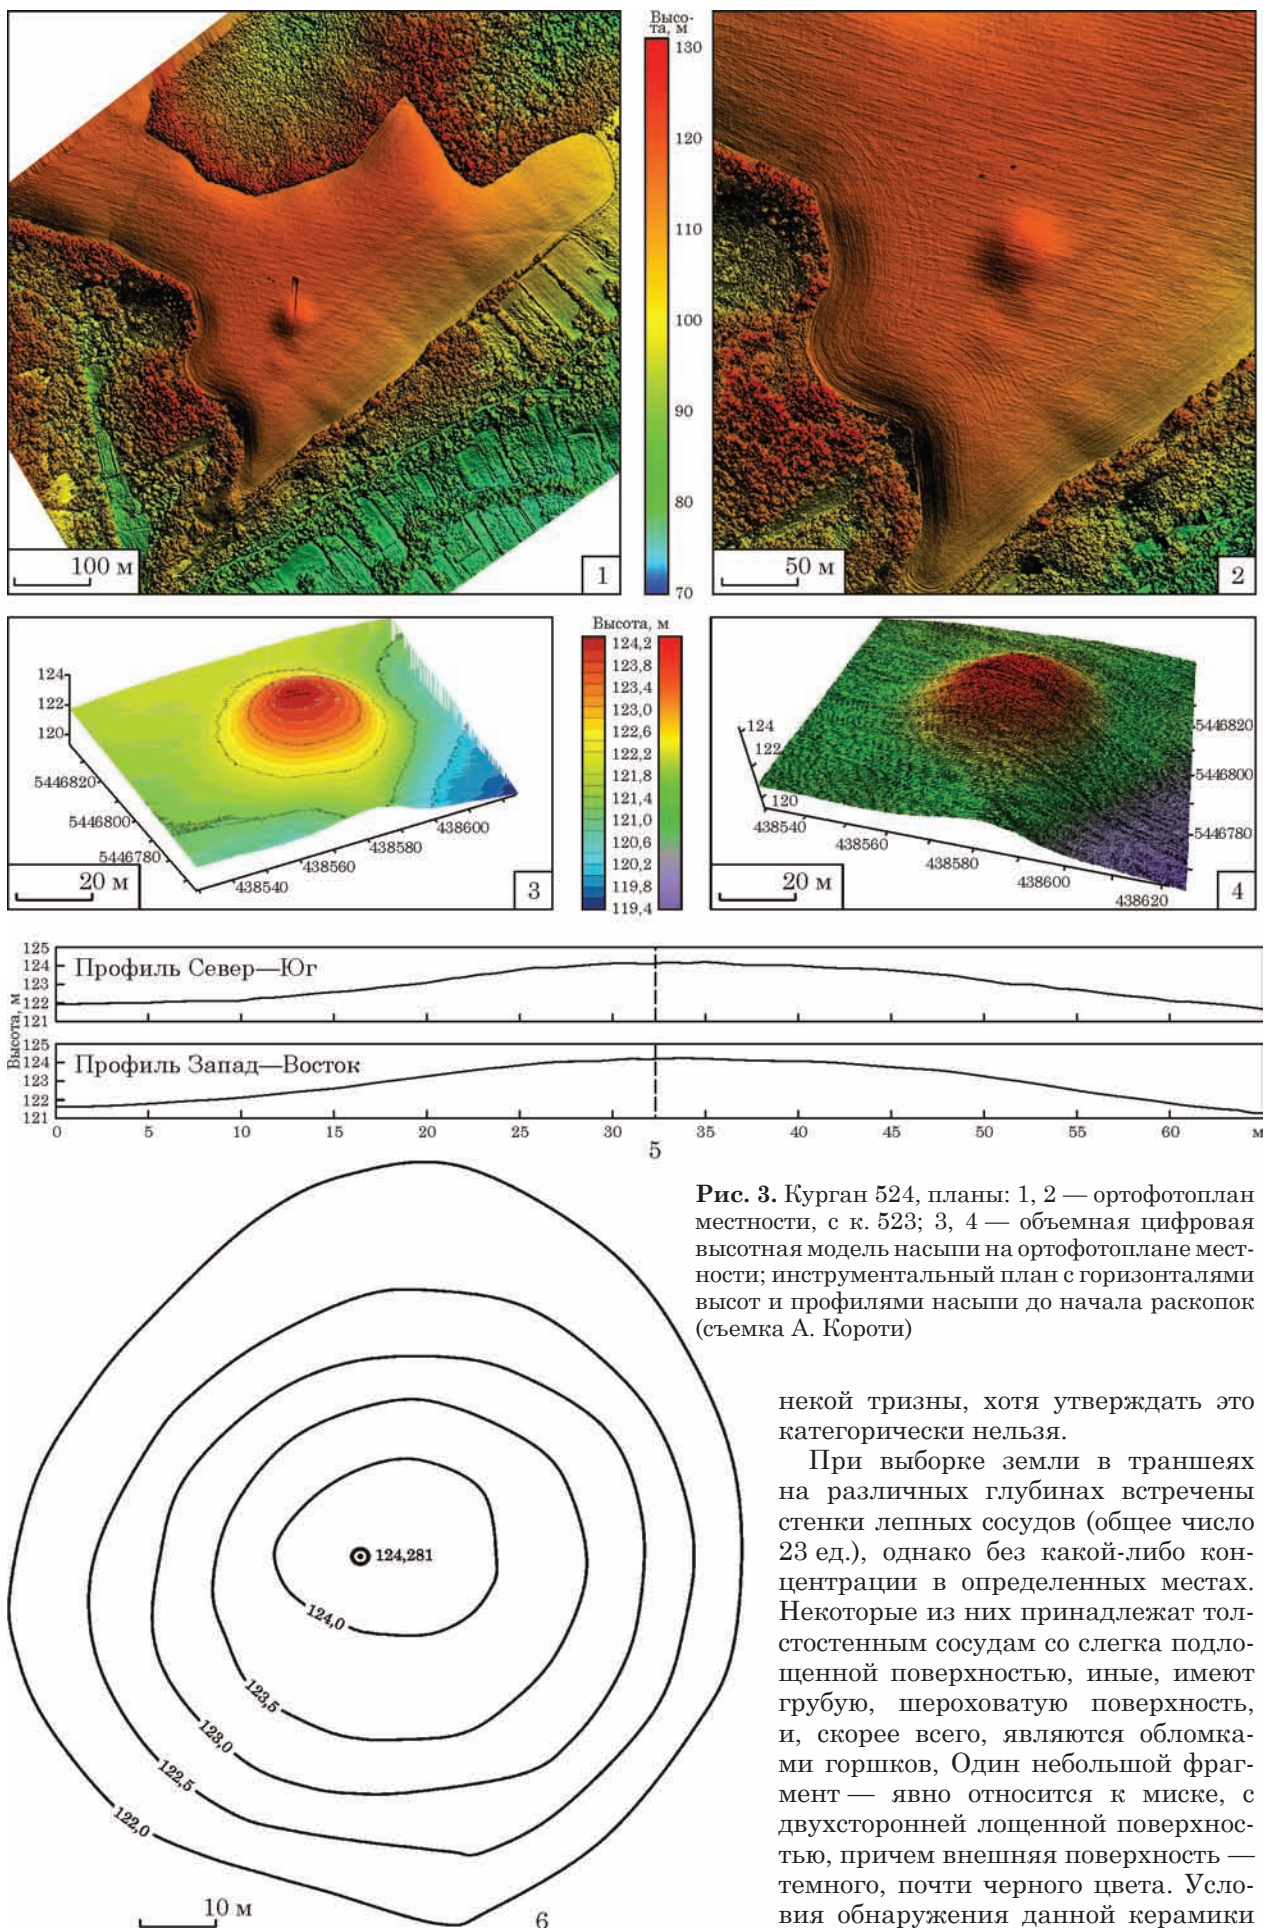 Высо-
та, м
130
120
110
100
90
80
70
100 м
1
50 м
2
124
122
120
5446820
5446800
5446780
438540
438560
438580
438600
20 м
3
Высота, м
124,2
123,8
123,4
123,0
122,6
122,2
121,8
121,4
121,0
120,6
120,2
119,8
119,4
124
122
120
438540
438560
438580
438600
438620
5446820
5446800
5446780
20 м
4
Высота, м
125
124
123
122
121
Профиль Север—Юг
125
124
123
122
121
Профиль Запад—Восток
0 5 10 15 20 25 30 35 40 45 50 55 60 м
5
Рис. 3. Курган 524, планы: 1, 2 — ортофотоплан
местности, с к. 523; 3, 4 — объемная цифровая
высотная модель насыпи на ортофотоплане мест-
ности; инструментальный план с горизонталями
высот и профилями насыпи до начала раскопок
(съемка А. Короти)
124,281
124,0
123,5
123,0
122,5
122,0
10 м
6
некой тризны, хотя утверждать это
категорически нельзя.
При выборке земли в траншеях
на различных глубинах встречены
стенки лепных сосудов (общее число
23 ед.), однако без какой-либо кон-
центрации в определенных местах.
Некоторые из них принадлежат тол-
стостенным сосудам со слегка подло-
щенной поверхностью, иные, имеют
грубую, шероховатую поверхность,
и, скорее всего, являются обломка-
ми горшков, Один небольшой фраг-
мент — явно относится к миске, с
двухсторонней лощенной поверхнос-
тью, причем внешняя поверхность —
темного, почти черного цвета. Усло-
вия обнаружения данной керамики